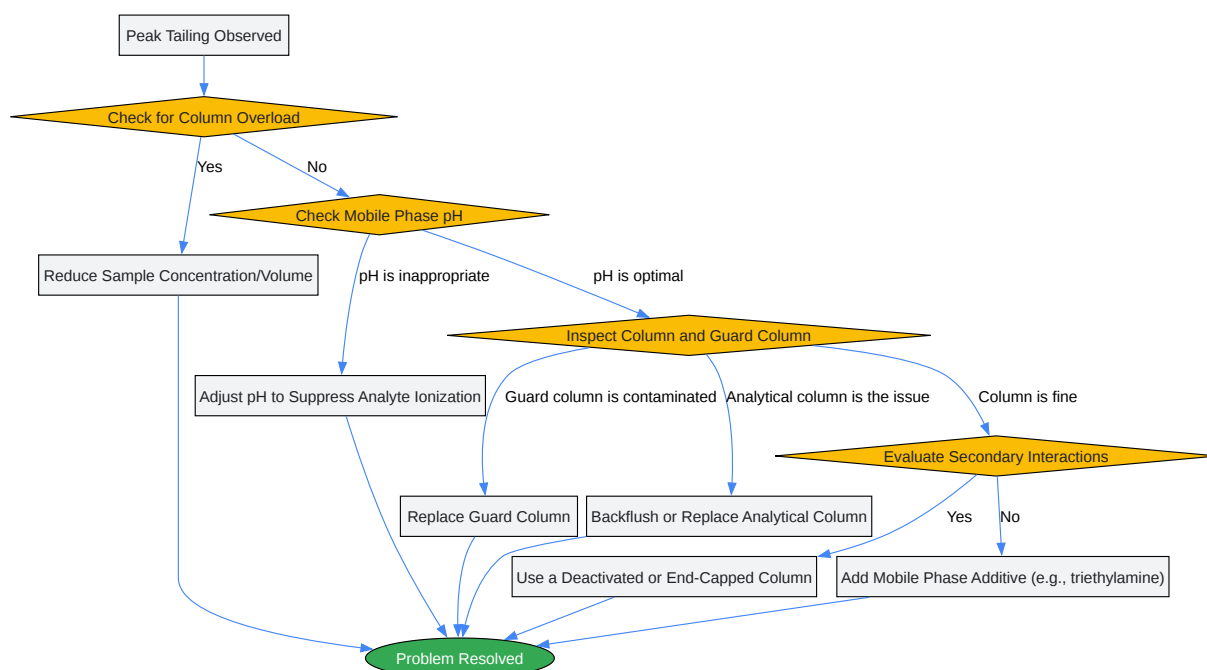 Peak Tailing Observed
Check for Column Overload
Yes
No
Check Mobile Phase pH
Reduce Sample Concentration/Volume
pH is inappropriate
pH is optimal
Inspect Column and Guard Column
Adjust pH to Suppress Analyte Ionization
Guard column is contaminated
Analytical column is the issue
Column is fine
Evaluate Secondary Interactions
Replace Guard Column
Backflush or Replace Analytical Column
Yes
No
Use a Deactivated or End-Capped Column
Add Mobile Phase Additive (e.g., triethylamine)
Problem Resolved